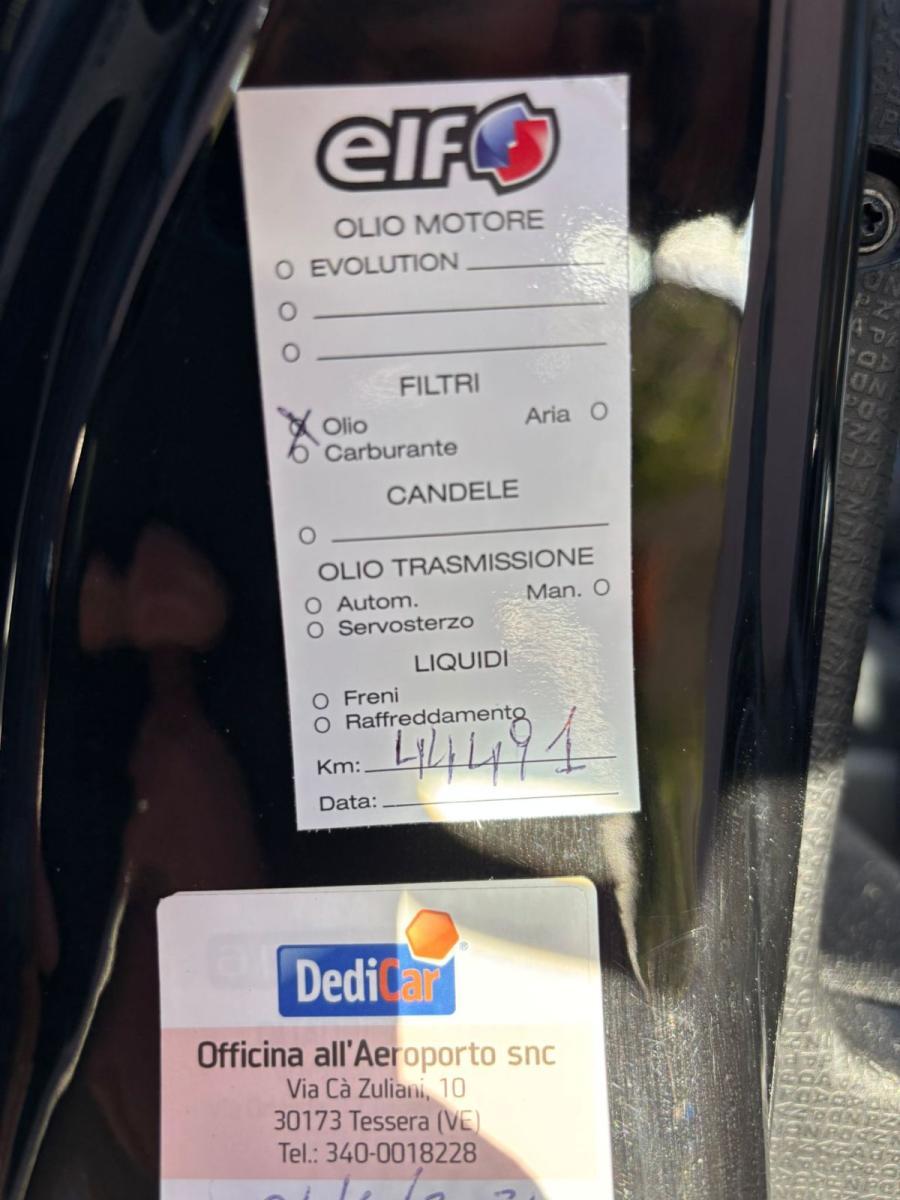 elf
OLIO MOTORE
EVOLUTION
FILTRI
Olio Aria
Carburante
CANDELE
OLIO TRASMISSIONE
Autom. Man.
Servosterzo
LIQUIDI
Freni
Raffreddamento
Km: 44491
Data:
DediCar®
Officina all'Aeroporto snc
Via Cà Zuliani, 10
30173 Tessera (VE)
Tel.: 340-0018228